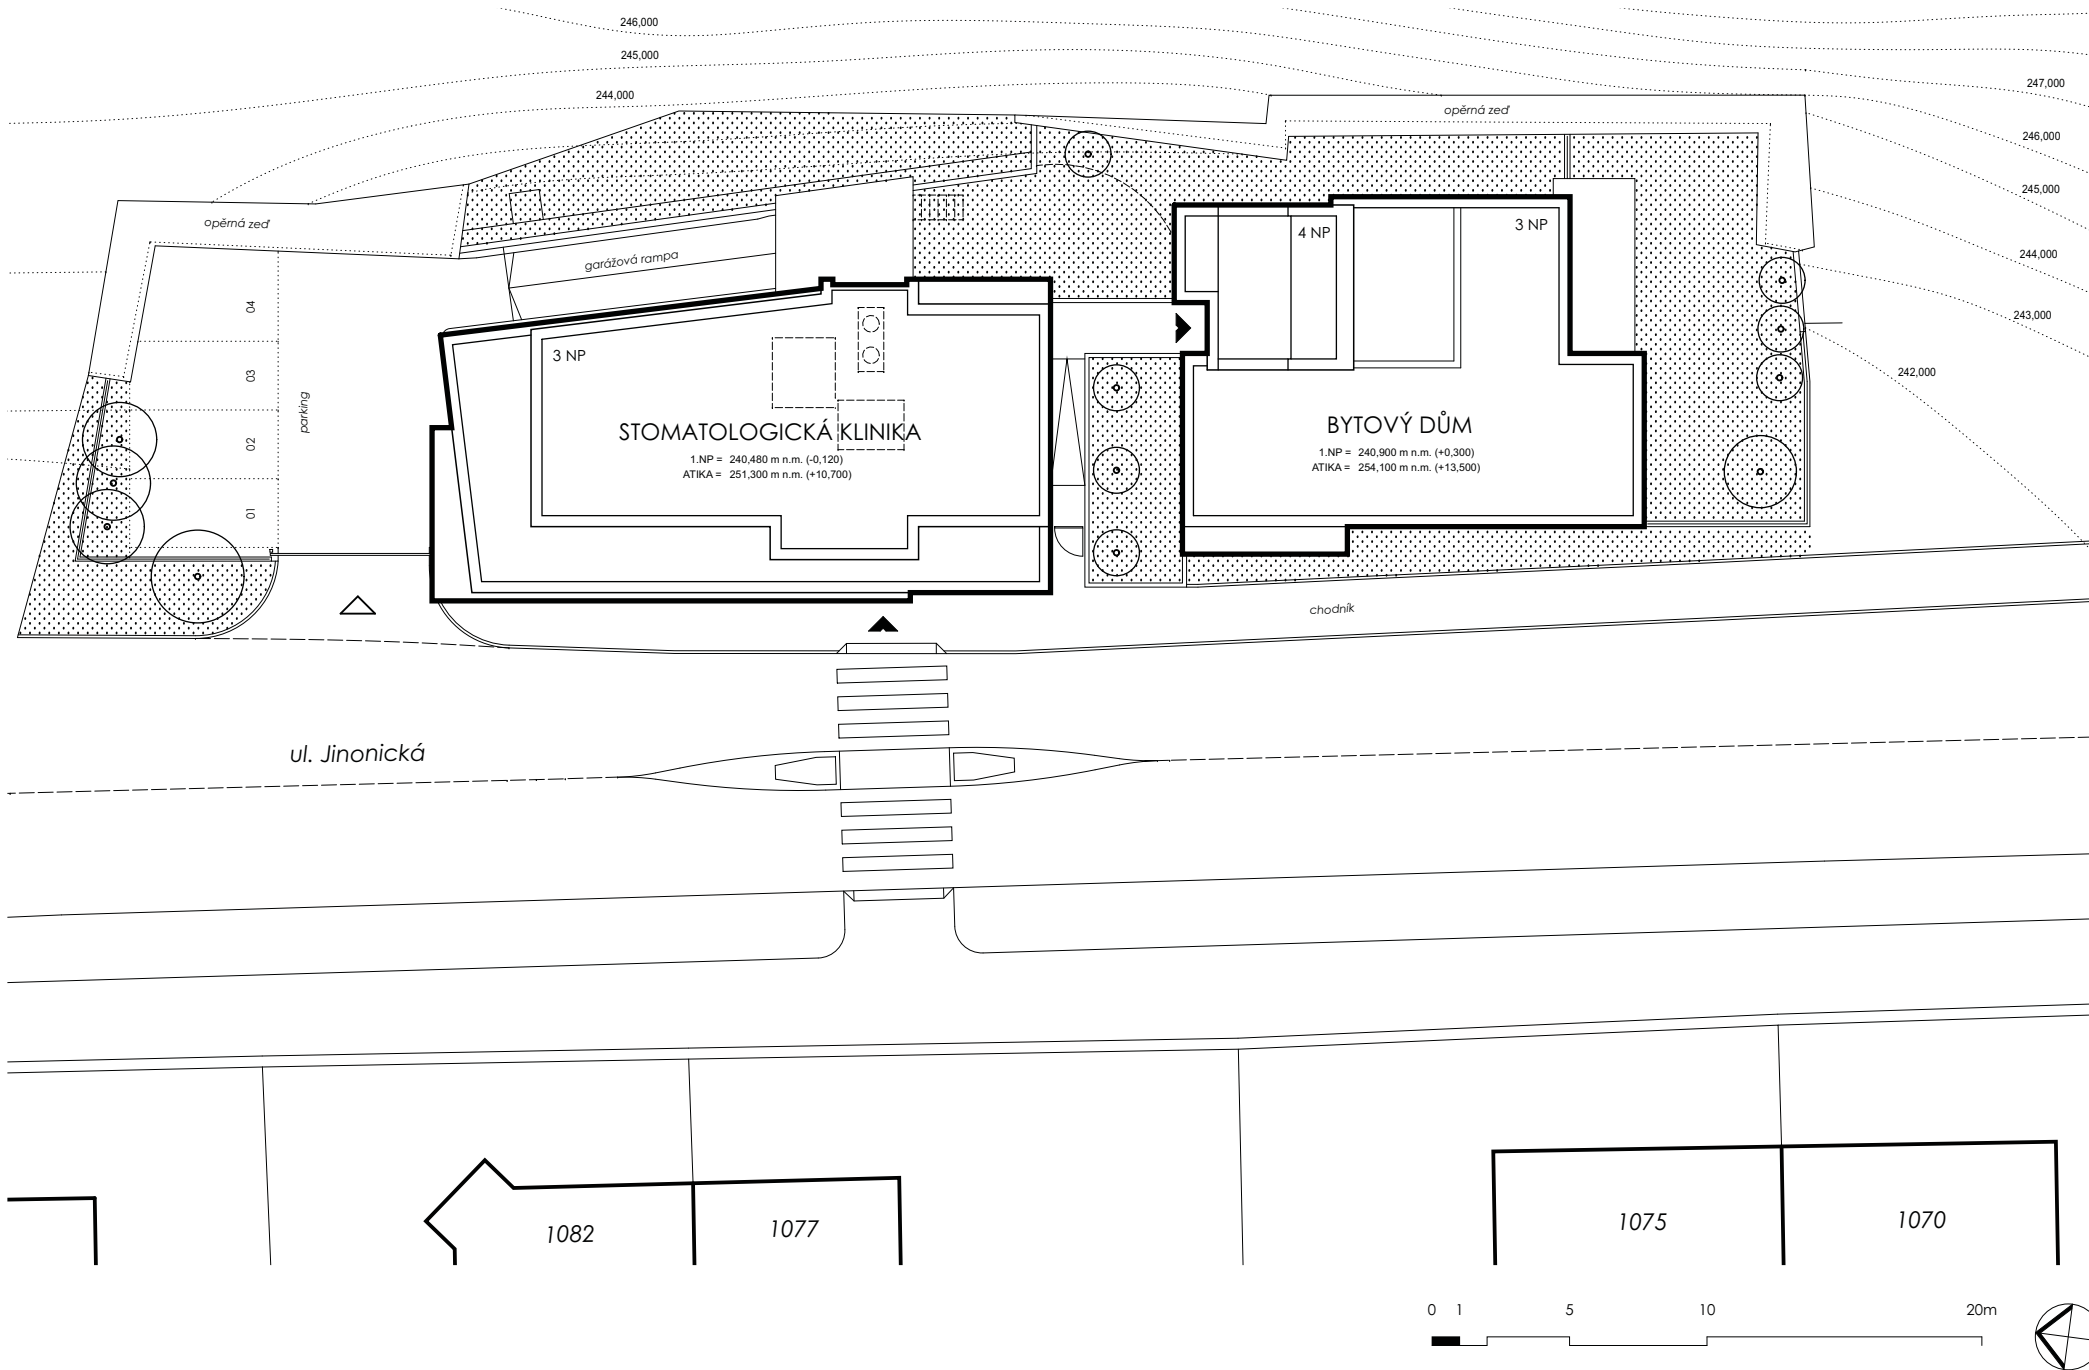 246,000
245,000
244,000
247,000
246,000
245,000
244,000
243,000
242,000
opěrná zeď
opěrná zeď
garážová rampa
04
03
02
01
parking
3 NP
STOMATOLOGICKÁ KLINIKA
1.NP = 240,480 m n.m. (-0,120)
ATIKA = 251,300 m n.m. (+10,700)
4 NP
3 NP
BYTOVÝ DŮM
1.NP = 240,900 m n.m. (+0,300)
ATIKA = 254,100 m n.m. (+13,500)
chodník
ul. Jinonická
1082
1077
1075
1070
0 1 5 10 20m